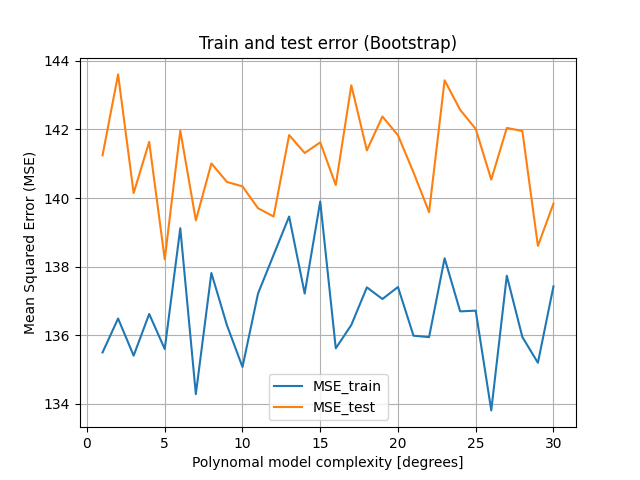 Train and test error (Bootstrap)
Mean Squared Error (MSE)
144
142
140
138
136
134
0 5 10 15 20 25 30
Polynomal model complexity [degrees]
MSE_train
MSE_test